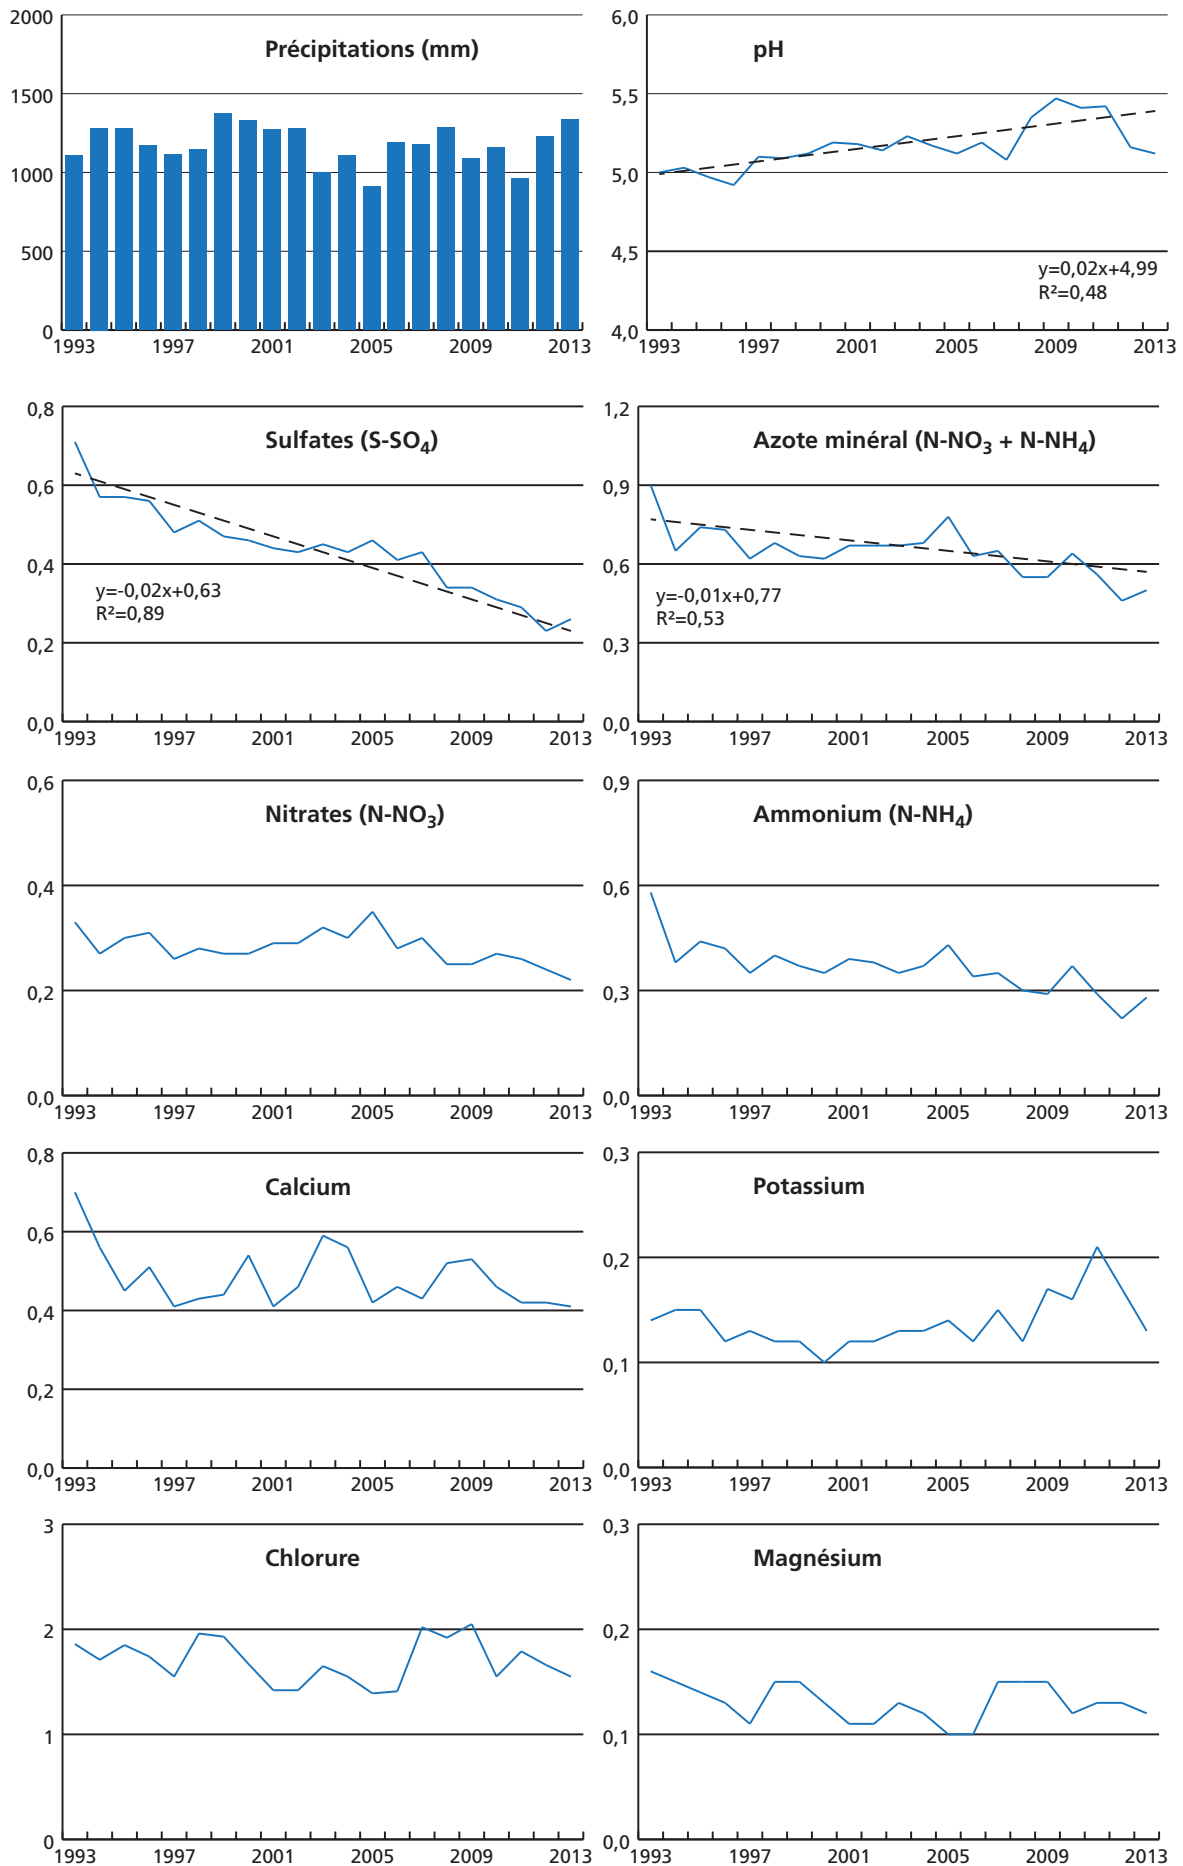 Précipitations (mm)
2000
1500
1000
500
0
1993 1997 2001 2005 2009 2013
pH
6,0
5,5
5,0
4,5
4,0
y=0,02x+4,99
R²=0,48
1993 1997 2001 2005 2009 2013
Sulfates (S-SO₄)
0,8
0,6
0,4
0,2
0,0
y=-0,02x+0,63
R²=0,89
1993 1997 2001 2005 2009 2013
Azote minéral (N-NO₃ + N-NH₄)
1,2
0,9
0,6
0,3
0,0
y=-0,01x+0,77
R²=0,53
1993 1997 2001 2005 2009 2013
Nitrates (N-NO₃)
0,6
0,4
0,2
0,0
1993 1997 2001 2005 2009 2013
Ammonium (N-NH₄)
0,9
0,6
0,3
0,0
1993 1997 2001 2005 2009 2013
Calcium
0,8
0,6
0,4
0,2
0,0
1993 1997 2001 2005 2009 2013
Potassium
0,3
0,2
0,1
0,0
1993 1997 2001 2005 2009 2013
Chlorure
3
2
1
0
1993 1997 2001 2005 2009 2013
Magnésium
0,3
0,2
0,1
0,0
1993 1997 2001 2005 2009 2013